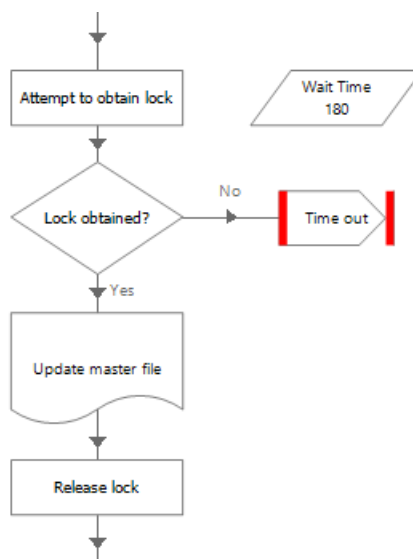 Attempt to obtain lock
Wait Time
180
Lock obtained?
No
Time out
Yes
Update master file
Release lock